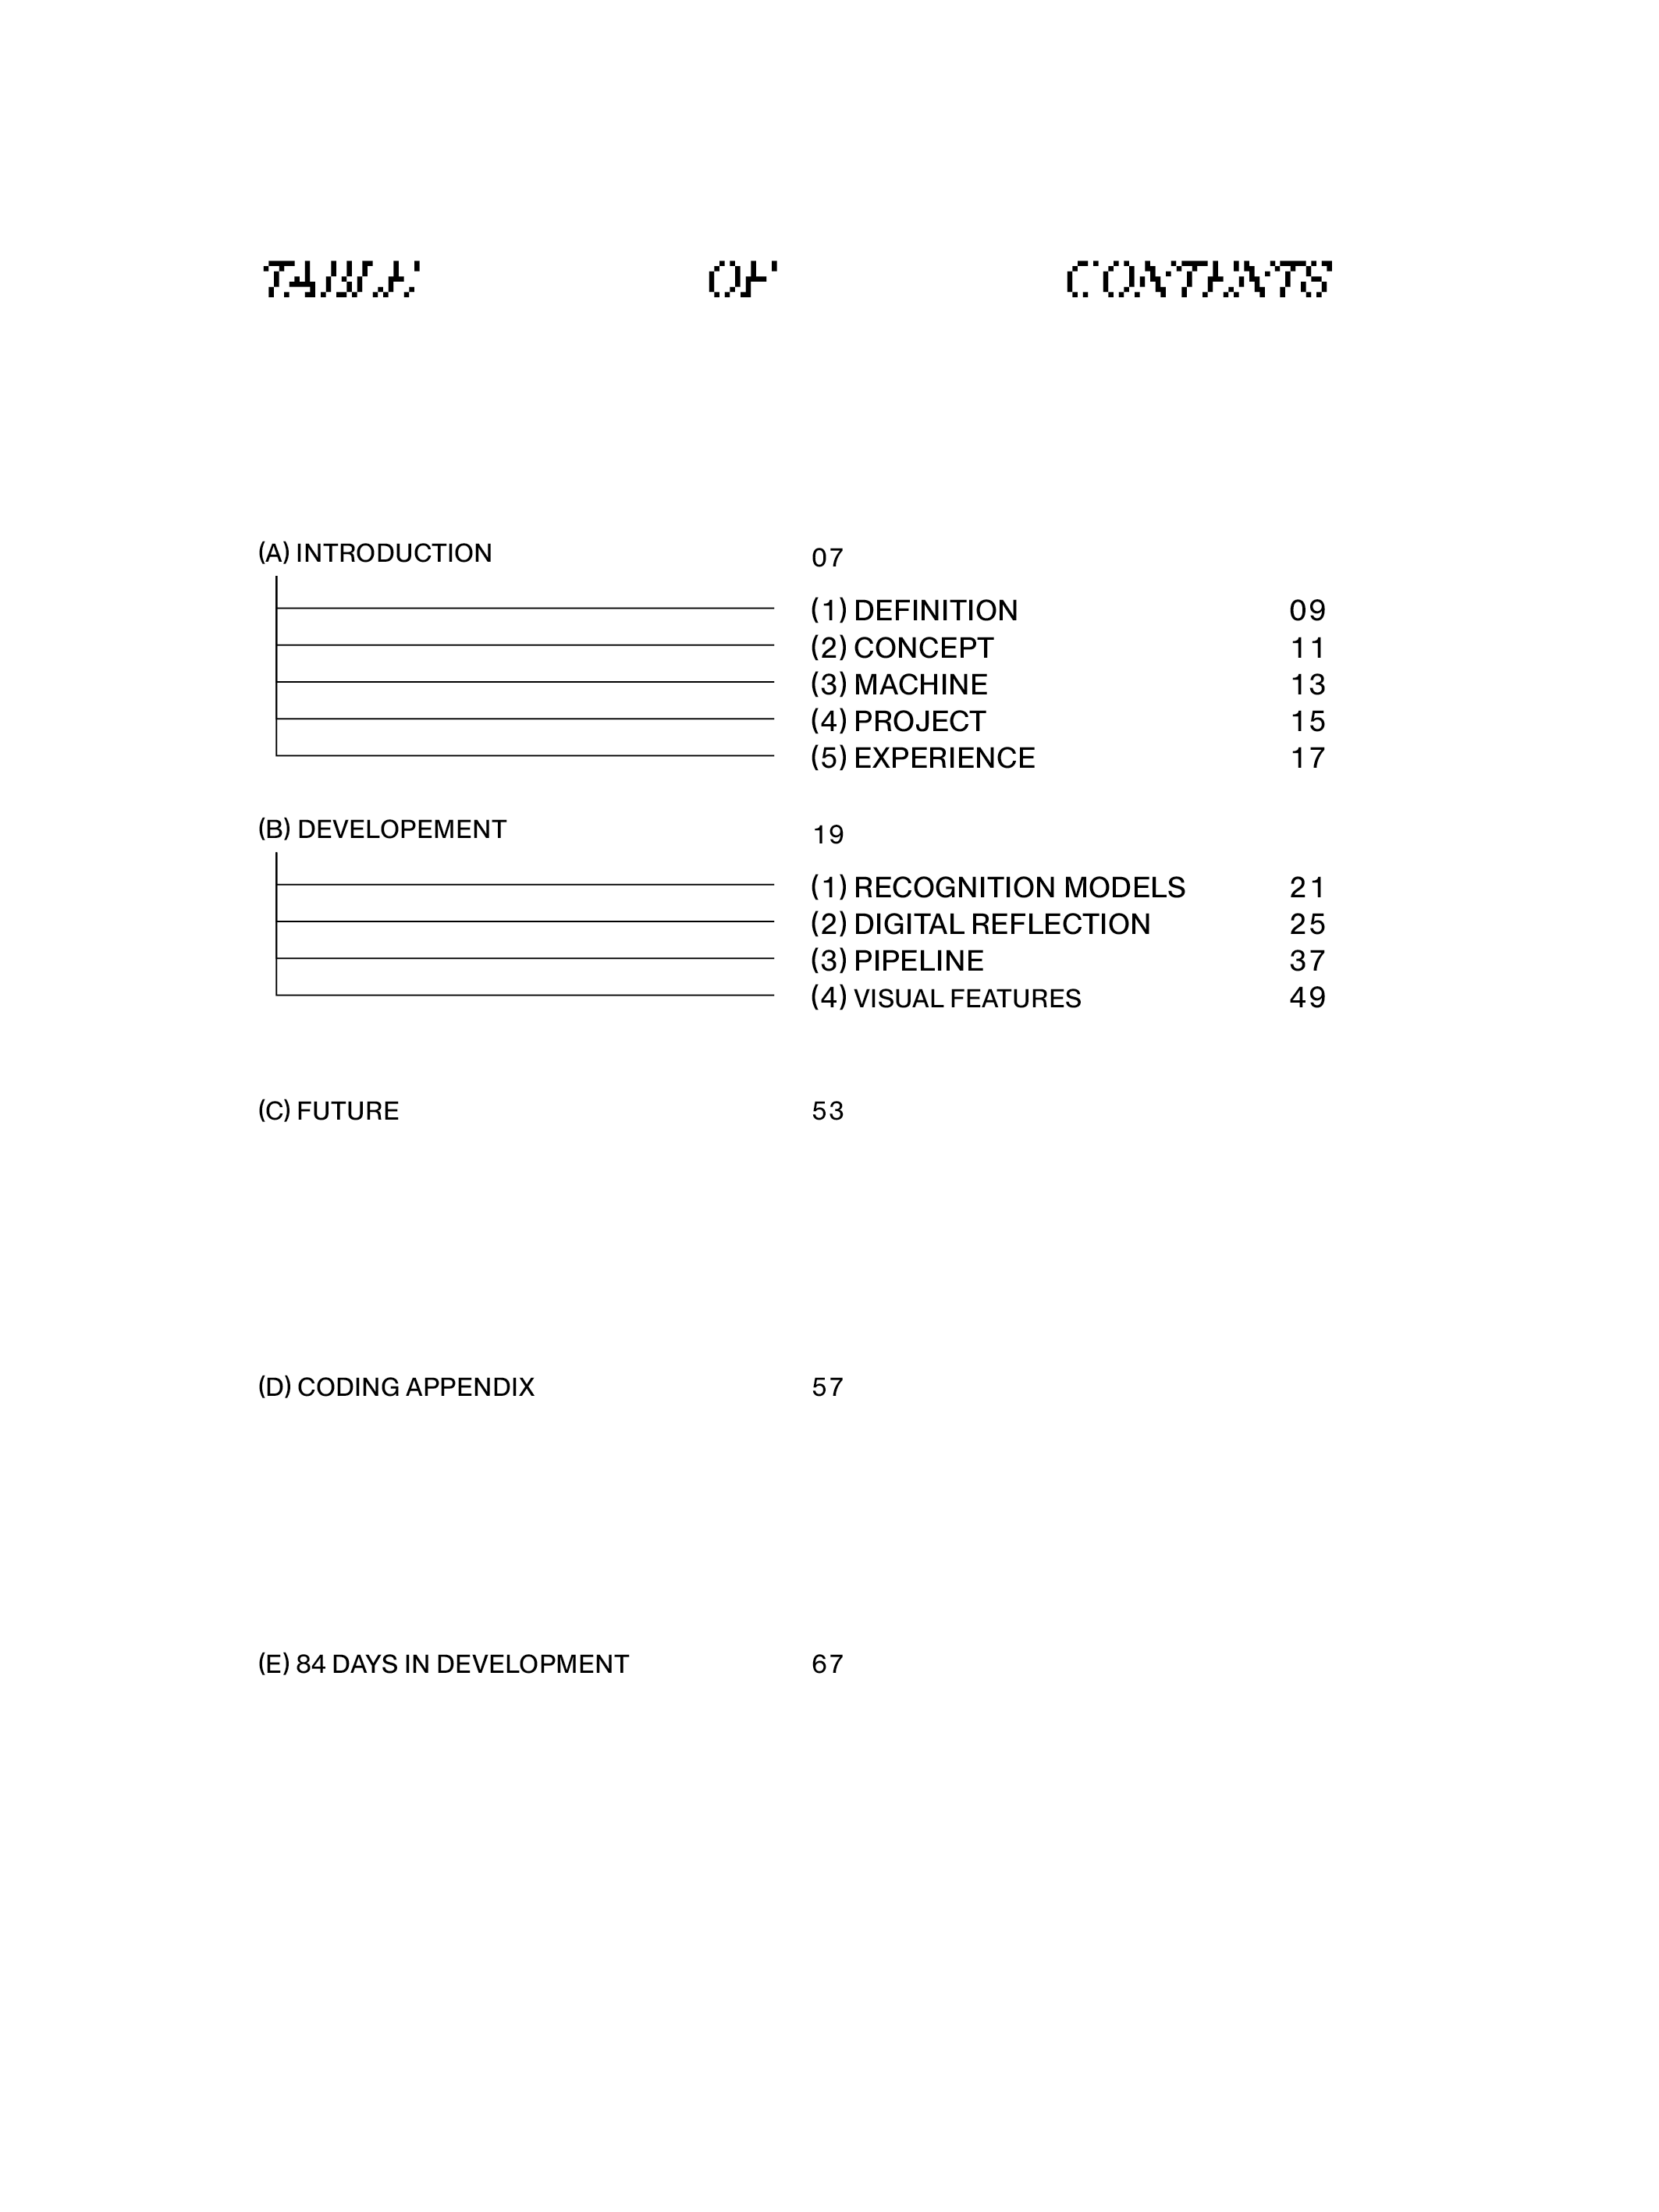 TABLE OF CONTENTS
(A) INTRODUCTION 07
(1) DEFINITION 09
(2) CONCEPT 11
(3) MACHINE 13
(4) PROJECT 15
(5) EXPERIENCE 17
(B) DEVELOPEMENT 19
(1) RECOGNITION MODELS 21
(2) DIGITAL REFLECTION 25
(3) PIPELINE 37
(4) VISUAL FEATURES 49
(C) FUTURE 53
(D) CODING APPENDIX 57
(E) 84 DAYS IN DEVELOPMENT 67